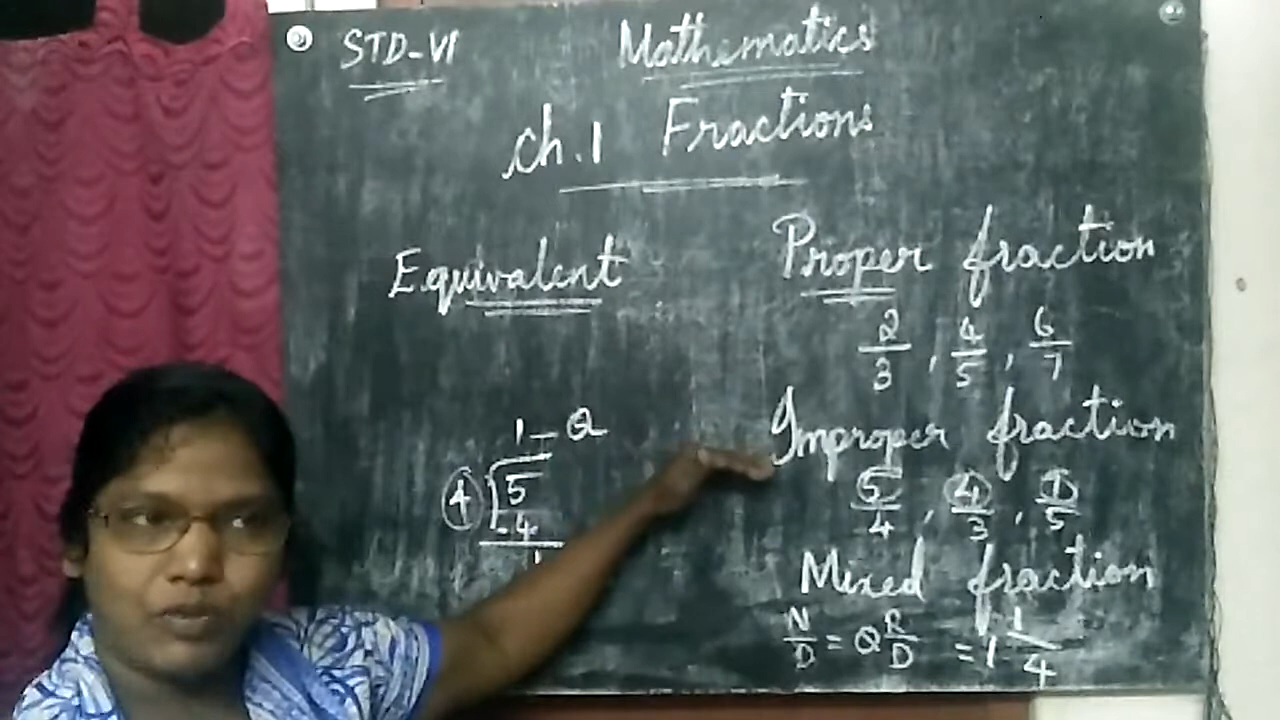 STD-VI
Mathematics
Ch.1 Fractions
Equivalent
1 - Q
4 5
-4
1
Proper fraction
2/3, 4/5, 6/7
Improper fraction
5/4, 4/3, 7/5
Mixed fraction
N/D = Q R/D = 1 1/4